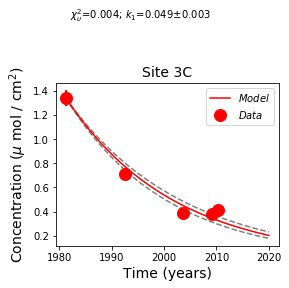 χ²ᵤ=0.004; k₁=0.049±0.003
Site 3C
Concentration (μ mol / cm²)
1.4
1.2
1.0
0.8
0.6
0.4
0.2
Model
Data
1980 1990 2000 2010 2020
Time (years)